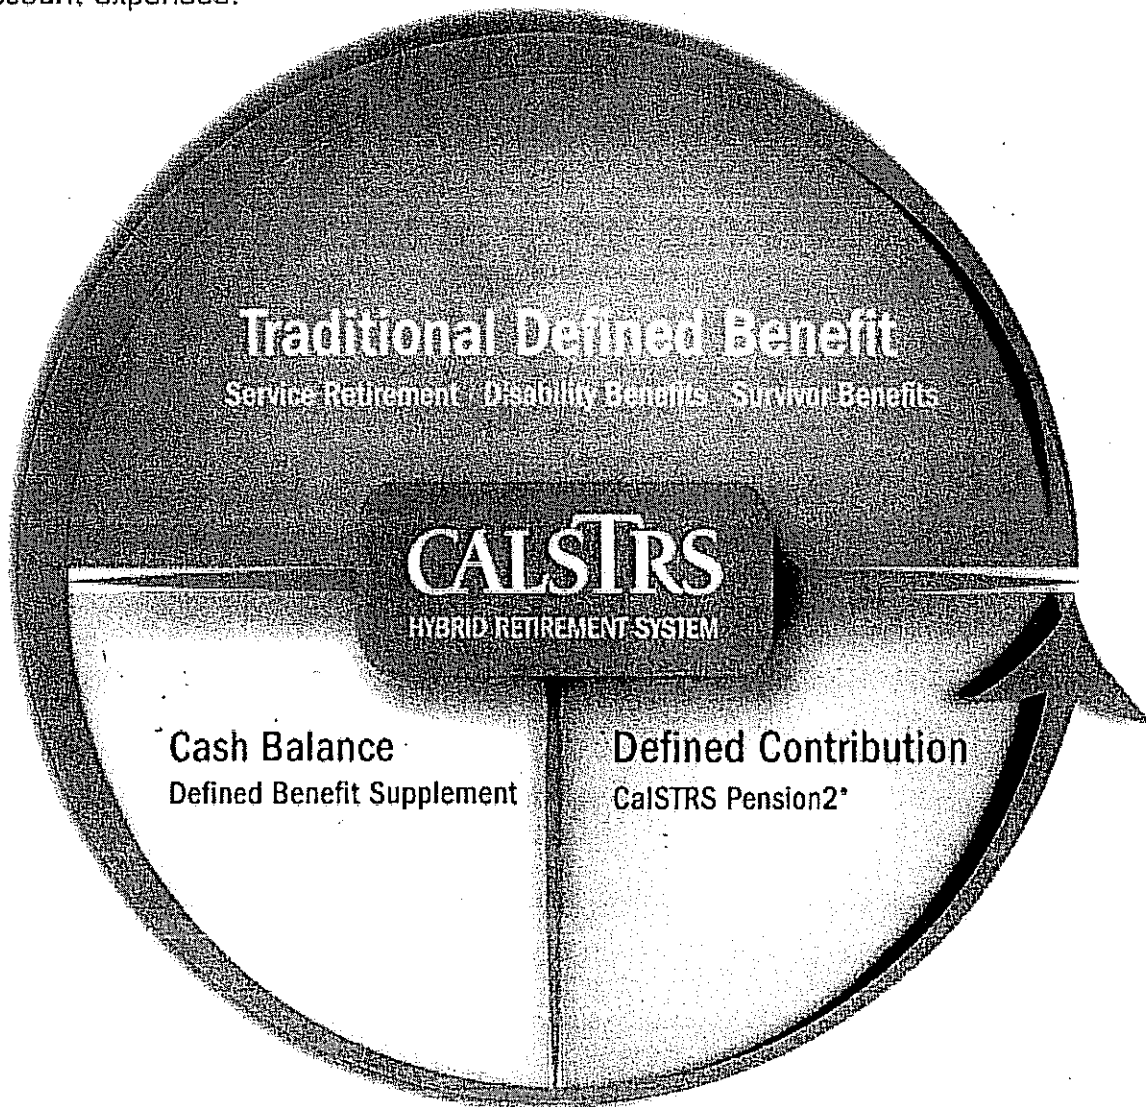 Traditional Defined Benefit
Service Retirement · Disability Benefits · Survivor Benefits
CALSTRS
HYBRID RETIREMENT SYSTEM
Cash Balance
Defined Benefit Supplement
Defined Contribution
CalSTRS Pension2*